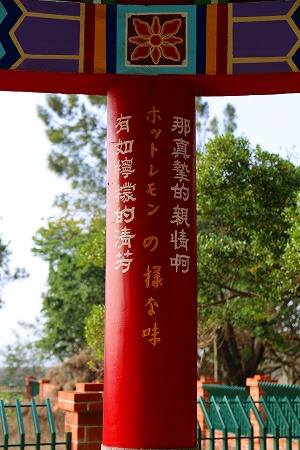 那真摯的親情啊
ホットレモンの様な味
有如檸檬的清芳